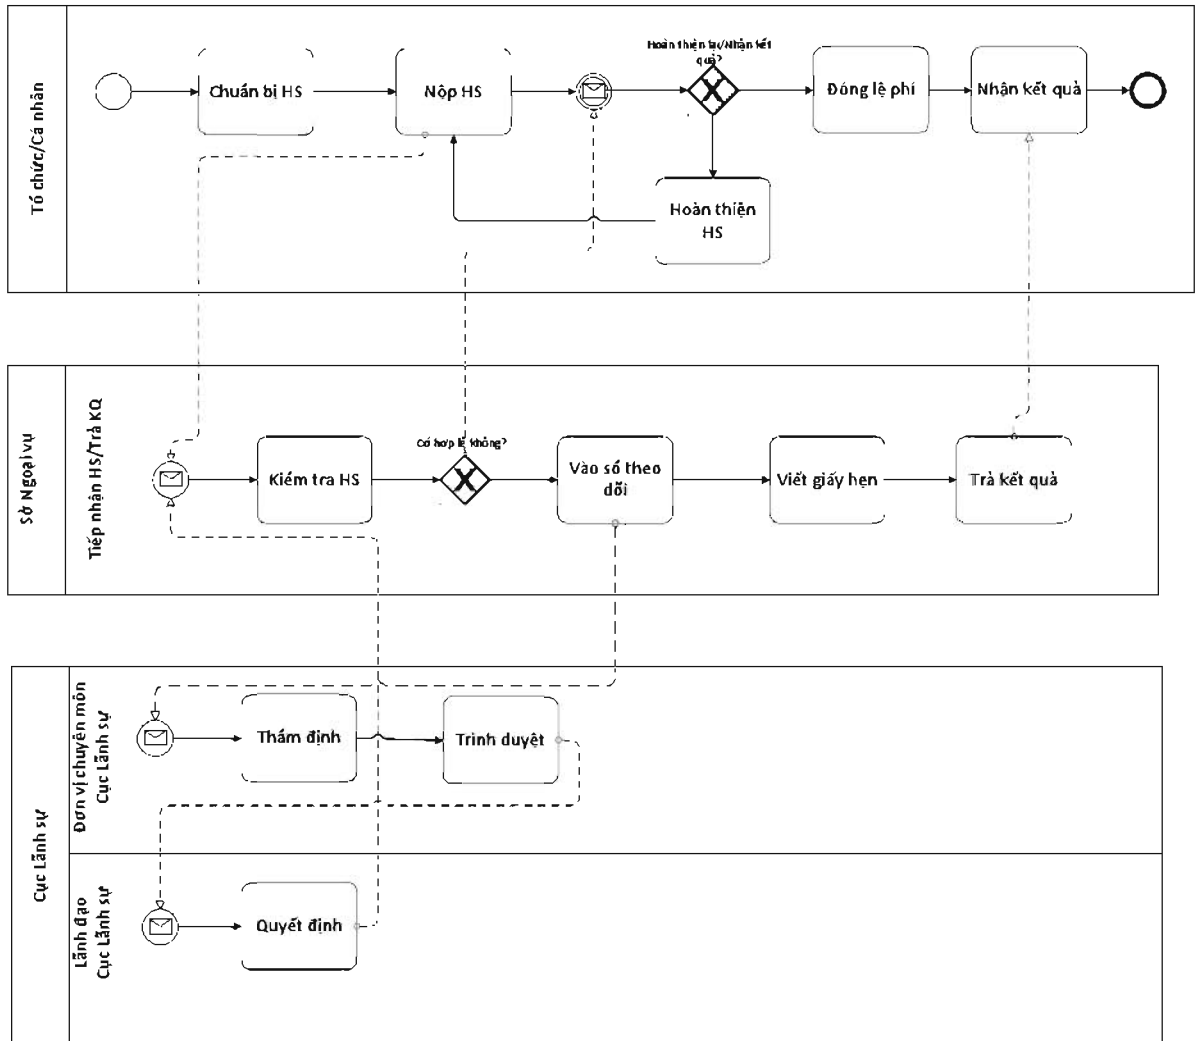 Tổ chức/Cá nhân
Chuẩn bị HS
Nộp HS
Hoàn thiện lại/Nhận kết
quả?
Đóng lệ phí
Nhận kết quả
Hoàn thiện
HS
Sở Ngoại vụ
Tiếp nhận HS/Trả KQ
Kiểm tra HS
Có hợp lệ không?
Vào sổ theo
dõi
Viết giấy hẹn
Trả kết quả
Cục Lãnh sự
Đơn vị chuyên môn
Cục Lãnh sự
Thẩm định
Trình duyệt
Lãnh đạo
Cục Lãnh sự
Quyết định